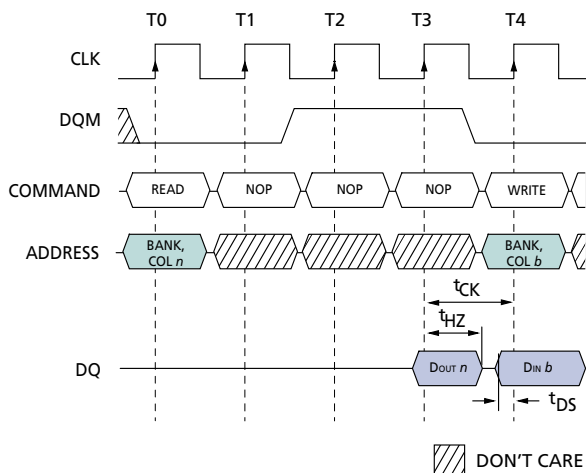 T0 T1 T2 T3 T4
CLK
DQM
COMMAND READ NOP NOP NOP WRITE
ADDRESS BANK, COL n BANK, COL b
tCK
tHZ
DQ DOUT n DIN b
tDS
DON'T CARE